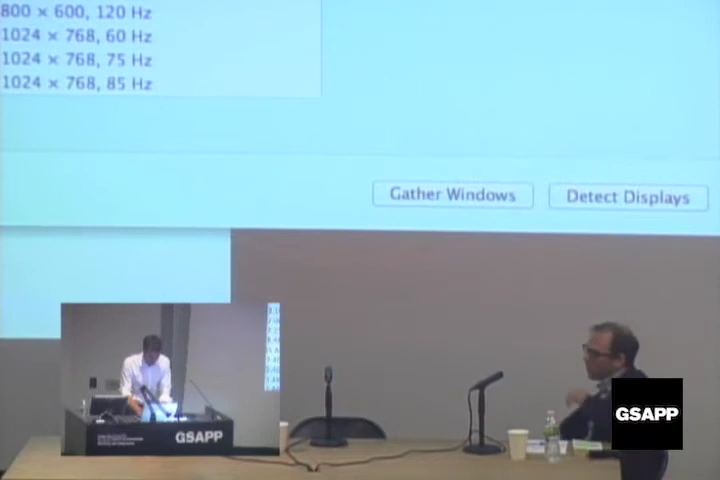 800 × 600, 120 Hz
1024 × 768, 60 Hz
1024 × 768, 75 Hz
1024 × 768, 85 Hz
Gather Windows
Detect Displays
GSAPP
GSAPP